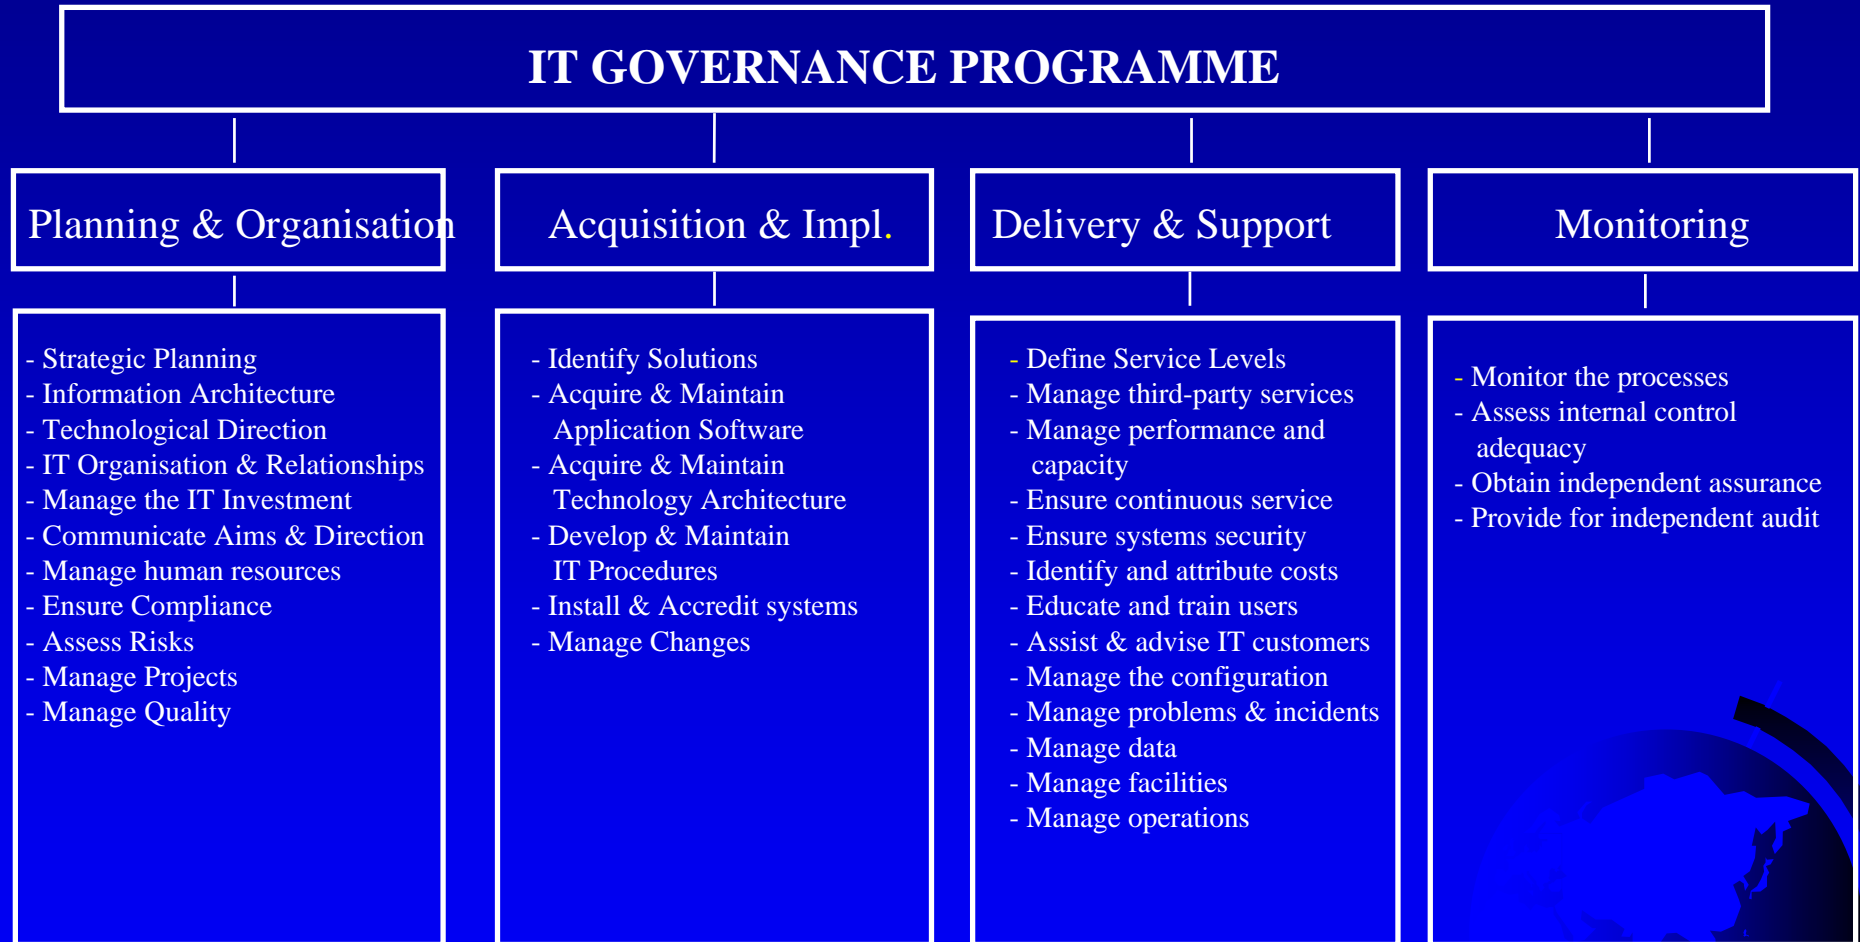 IT GOVERNANCE PROGRAMME
Planning & Organisation
- Strategic Planning
- Information Architecture
- Technological Direction
- IT Organisation & Relationships
- Manage the IT Investment
- Communicate Aims & Direction
- Manage human resources
- Ensure Compliance
- Assess Risks
- Manage Projects
- Manage Quality
Acquisition & Impl.
- Identify Solutions
- Acquire & Maintain
Application Software
- Acquire & Maintain
Technology Architecture
- Develop & Maintain
IT Procedures
- Install & Accredit systems
- Manage Changes
Delivery & Support
- Define Service Levels
- Manage third-party services
- Manage performance and
capacity
- Ensure continuous service
- Ensure systems security
- Identify and attribute costs
- Educate and train users
- Assist & advise IT customers
- Manage the configuration
- Manage problems & incidents
- Manage data
- Manage facilities
- Manage operations
Monitoring
- Monitor the processes
- Assess internal control
adequacy
- Obtain independent assurance
- Provide for independent audit